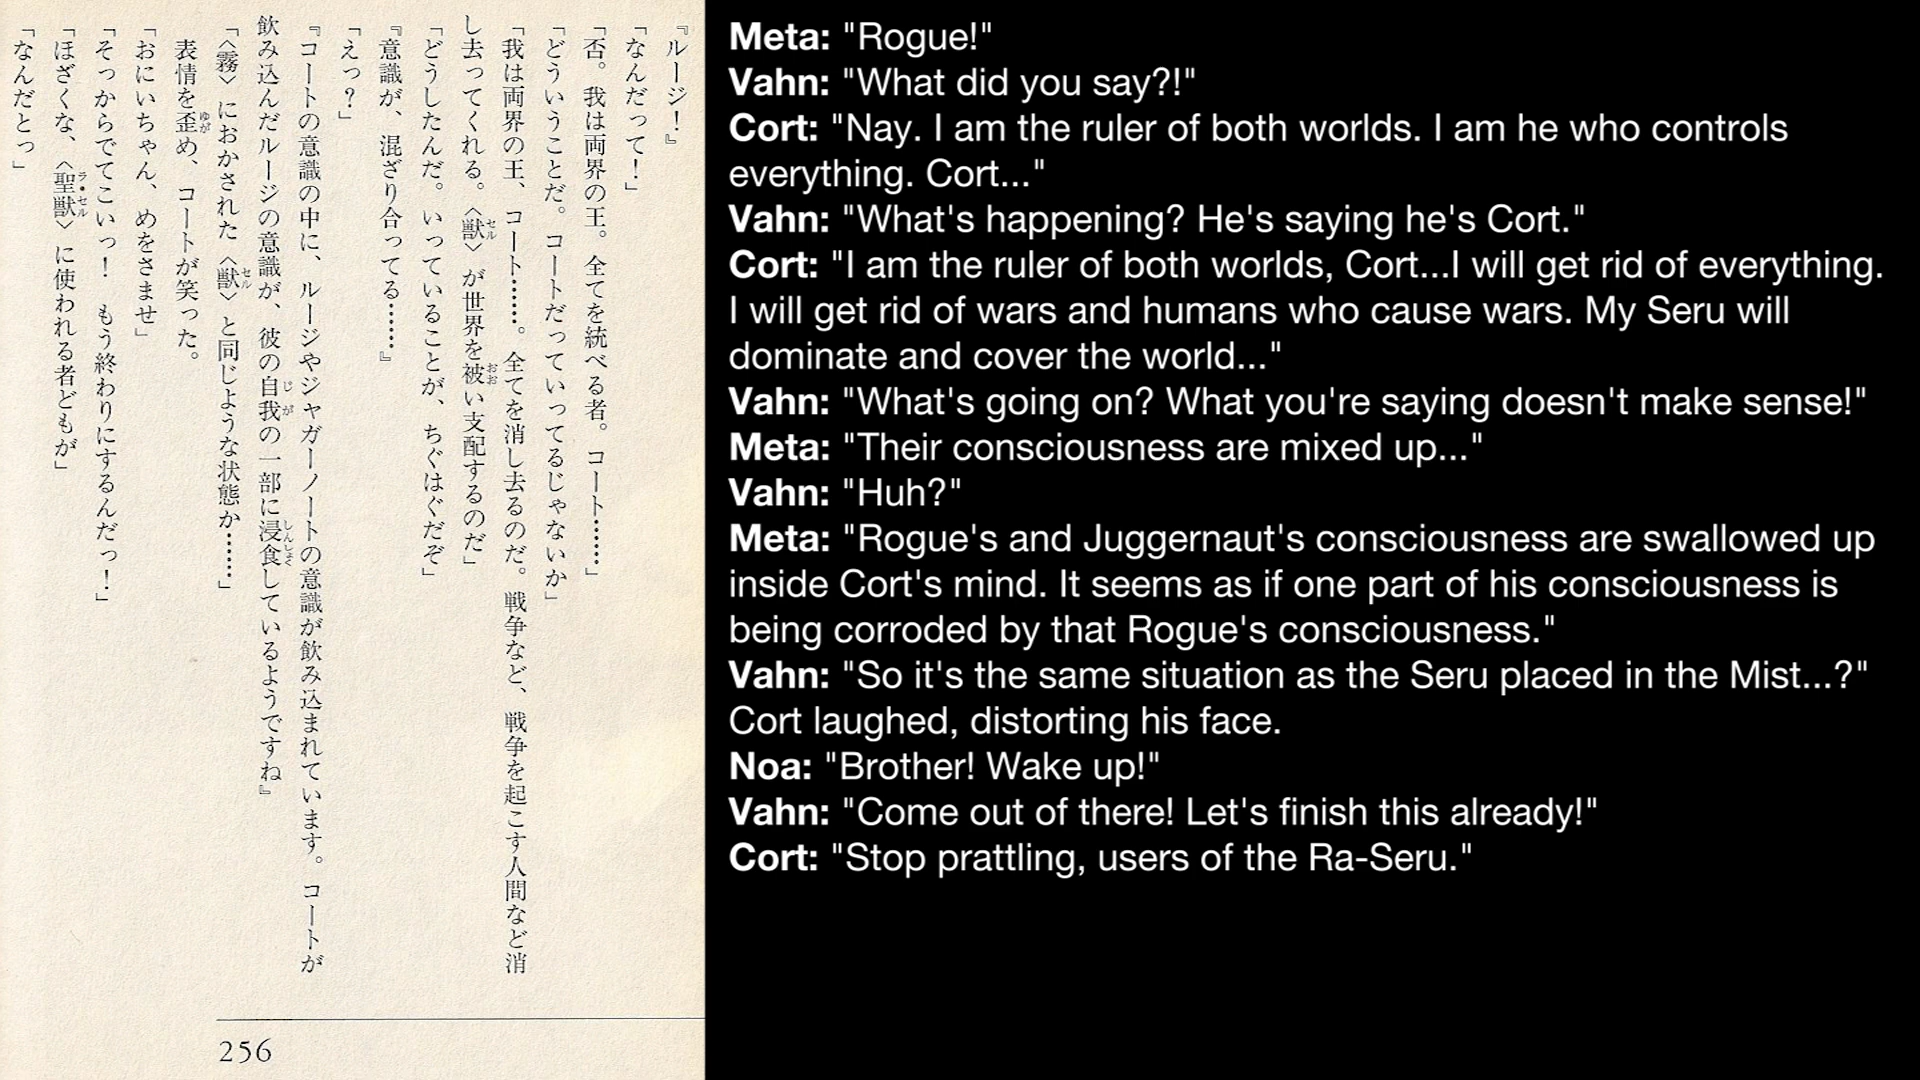 『ルージ！』
「なんだって！」
「否。我は両界の王。全てを統べる者。コート……」
「どういうことだ。コートだっていってるじゃないか」
「我は両界の王、コート……。全てを消し去るのだ。戦争など、戦争を起こす人間など消
し去ってくれる。〈獣〉が世界を被い支配するのだ」
「どうしたんだ。いっていることが、ちぐはぐだぞ」
『意識が、混ざり合ってる……』
「えっ？」
『コートの意識の中に、ルージやジャガーノートの意識が飲み込まれています。コートが
飲み込んだルージの意識が、彼の自我の一部に浸食しているようですね』
「〈霧〉におかされた〈獣〉と同じような状態か……」
表情を歪め、コートが笑った。
「おにいちゃん、めをさませ」
「そっからでてこいっ！　もう終わりにするんだっ！」
「ほざくな、〈聖獣〉に使われる者どもが」
「なんだとっ」
256
Meta: "Rogue!"
Vahn: "What did you say?!"
Cort: "Nay. I am the ruler of both worlds. I am he who controls
everything. Cort..."
Vahn: "What's happening? He's saying he's Cort."
Cort: "I am the ruler of both worlds, Cort...I will get rid of everything.
I will get rid of wars and humans who cause wars. My Seru will
dominate and cover the world..."
Vahn: "What's going on? What you're saying doesn't make sense!"
Meta: "Their consciousness are mixed up..."
Vahn: "Huh?"
Meta: "Rogue's and Juggernaut's consciousness are swallowed up
inside Cort's mind. It seems as if one part of his consciousness is
being corroded by that Rogue's consciousness."
Vahn: "So it's the same situation as the Seru placed in the Mist...?"
Cort laughed, distorting his face.
Noa: "Brother! Wake up!"
Vahn: "Come out of there! Let's finish this already!"
Cort: "Stop prattling, users of the Ra-Seru."